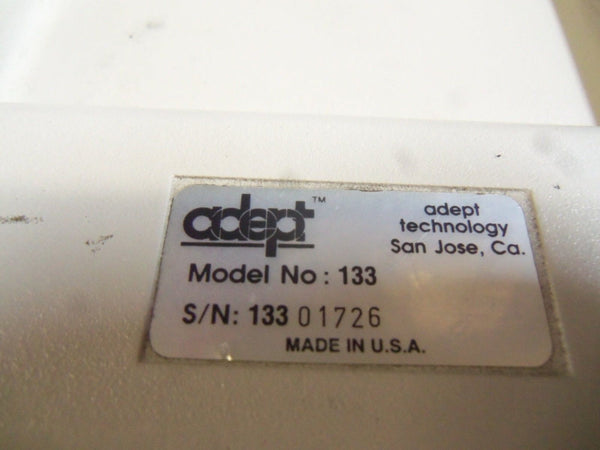 adept™
adept
technology
San Jose, Ca.
Model No: 133
S/N: 133 01726
MADE IN U.S.A.